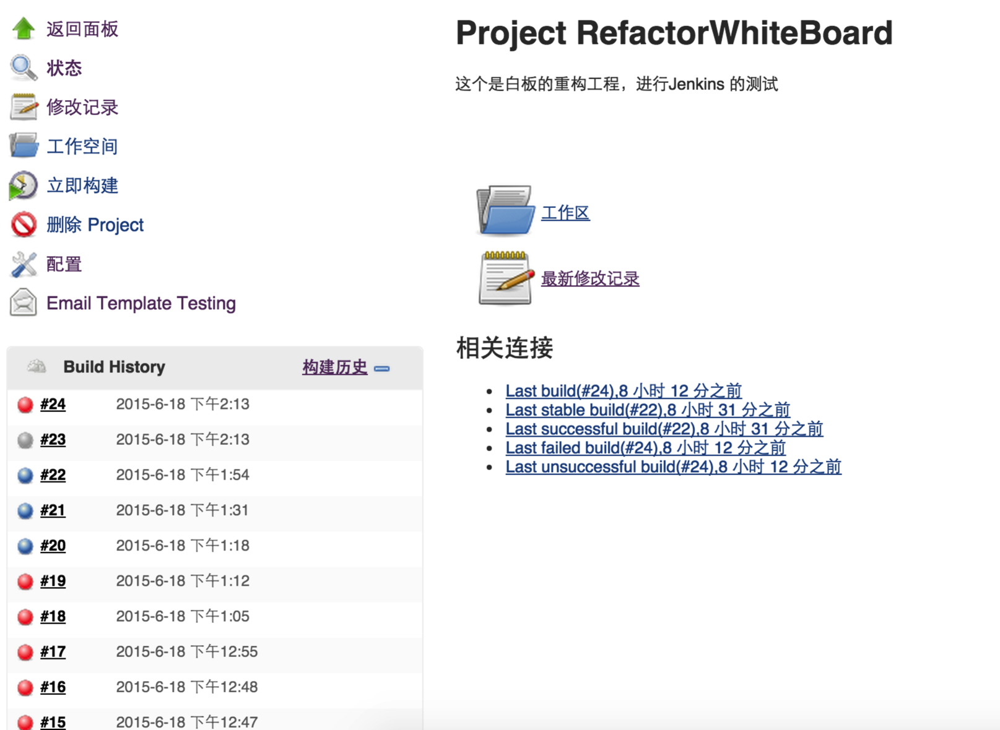 返回面板
状态
修改记录
工作空间
立即构建
删除 Project
配置
Email Template Testing
Build History 构建历史
#24 2015-6-18 下午2:13
#23 2015-6-18 下午2:13
#22 2015-6-18 下午1:54
#21 2015-6-18 下午1:31
#20 2015-6-18 下午1:18
#19 2015-6-18 下午1:12
#18 2015-6-18 下午1:05
#17 2015-6-18 下午12:55
#16 2015-6-18 下午12:48
#15 2015-6-18 下午12:47
Project RefactorWhiteBoard
这个是白板的重构工程，进行Jenkins 的测试
工作区
最新修改记录
相关连接
Last build(#24),8 小时 12 分之前
Last stable build(#22),8 小时 31 分之前
Last successful build(#22),8 小时 31 分之前
Last failed build(#24),8 小时 12 分之前
Last unsuccessful build(#24),8 小时 12 分之前